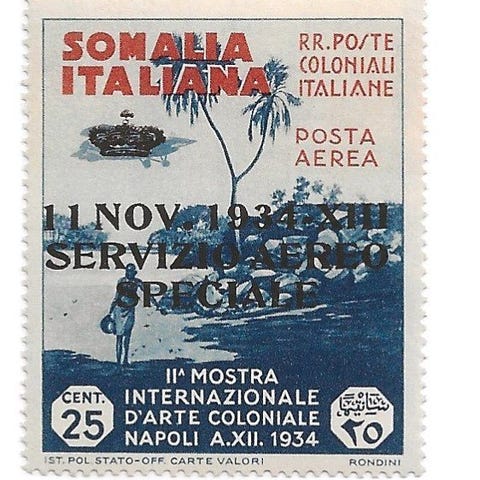 SOMALIA
ITALIANA
RR. POSTE
COLONIALI
ITALIANE
POSTA
AEREA
11 NOV. 1934-XIII
SERVIZIO AEREO
SPECIALE
IIᴬ MOSTRA
INTERNAZIONALE
D'ARTE COLONIALE
NAPOLI A.XII. 1934
CENT.
25
٢٥
IST. POL. STATO-OFF. CARTE VALORI
RONDINI